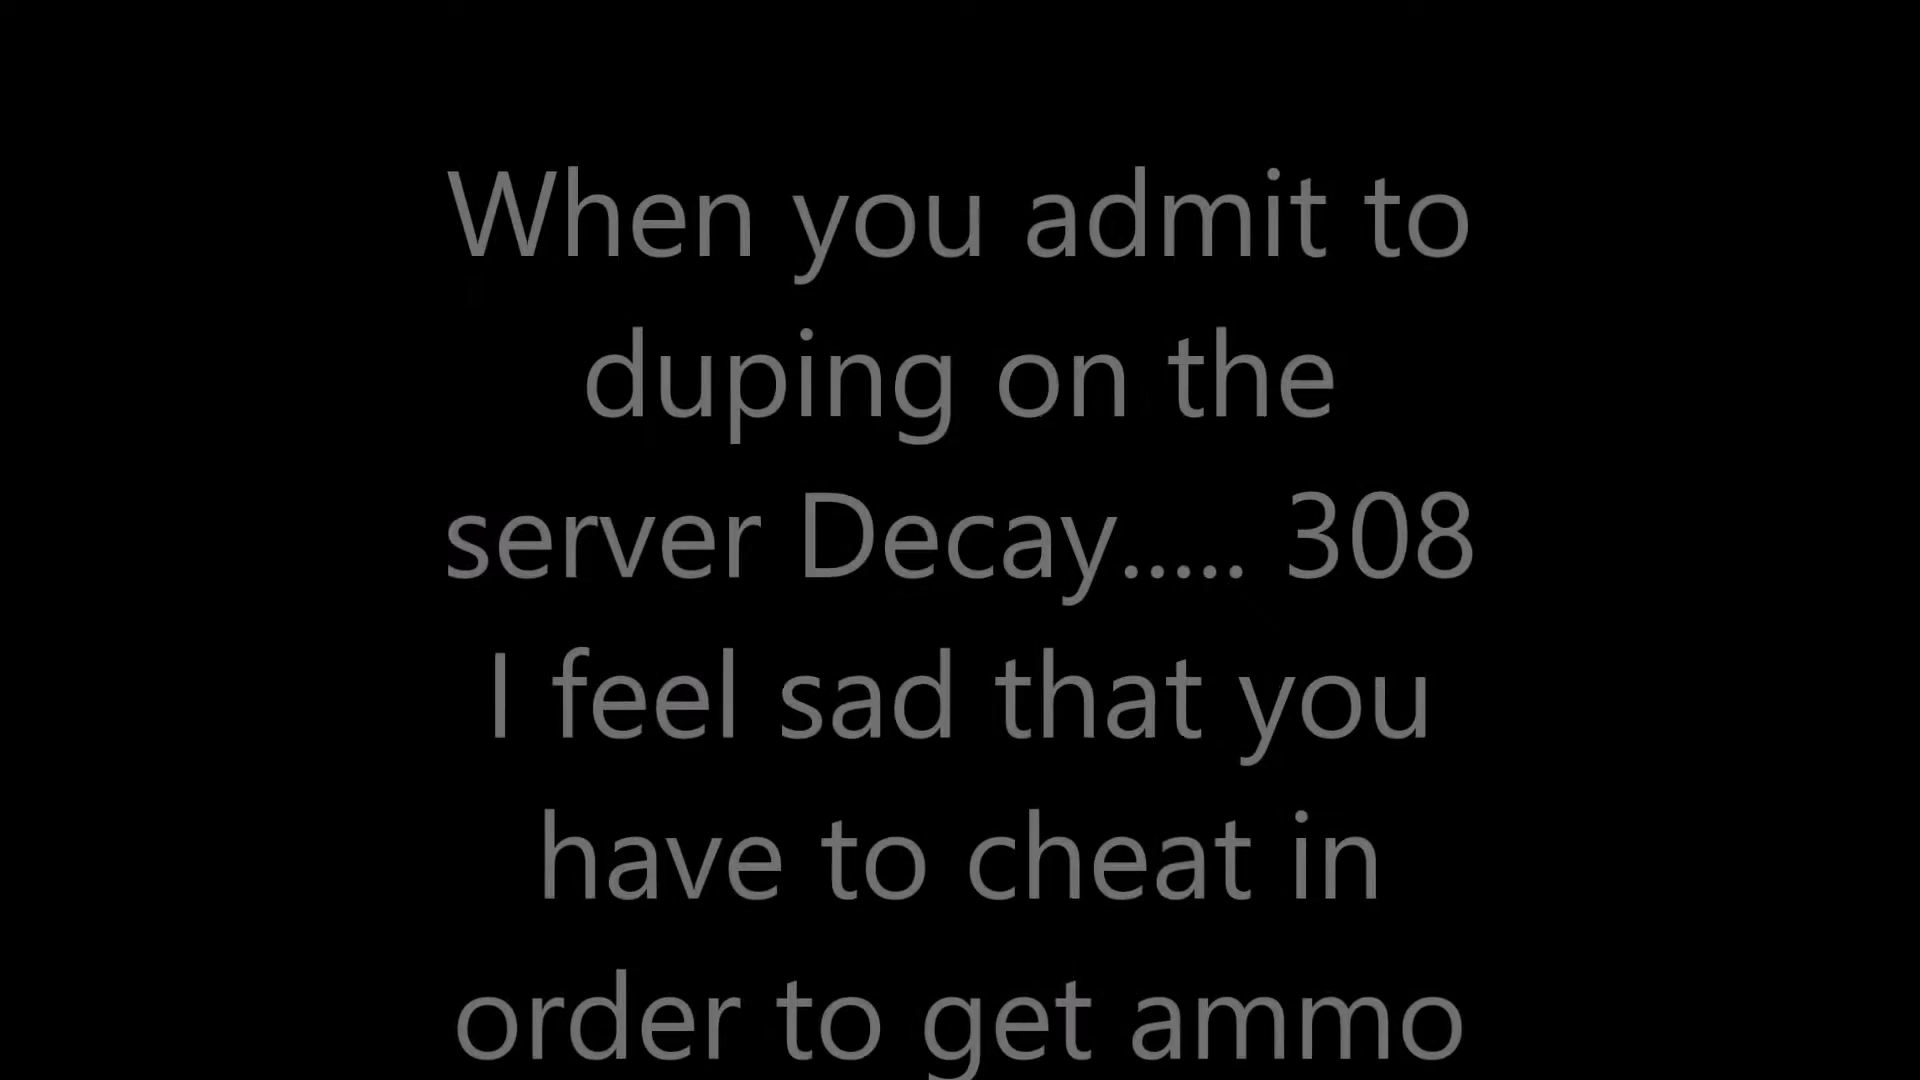 When you admit to
duping on the
server Decay..... 308
I feel sad that you
have to cheat in
order to get ammo